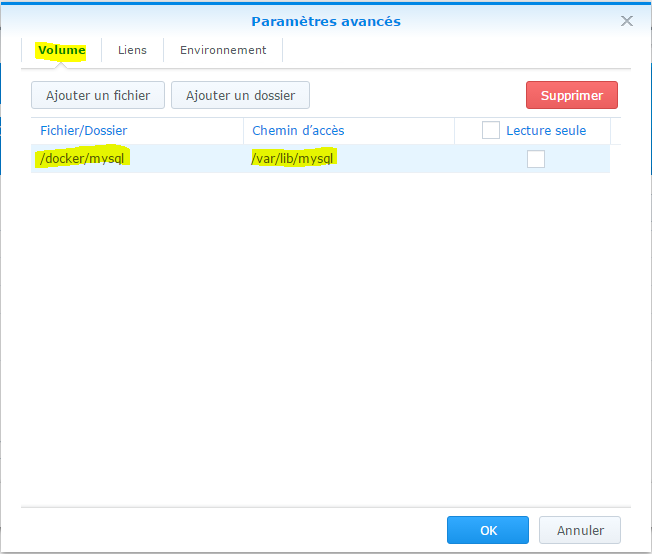 Paramètres avancés
Volume Liens Environnement
Ajouter un fichier Ajouter un dossier Supprimer
Fichier/Dossier Chemin d'accès Lecture seule
/docker/mysql /var/lib/mysql
OK Annuler